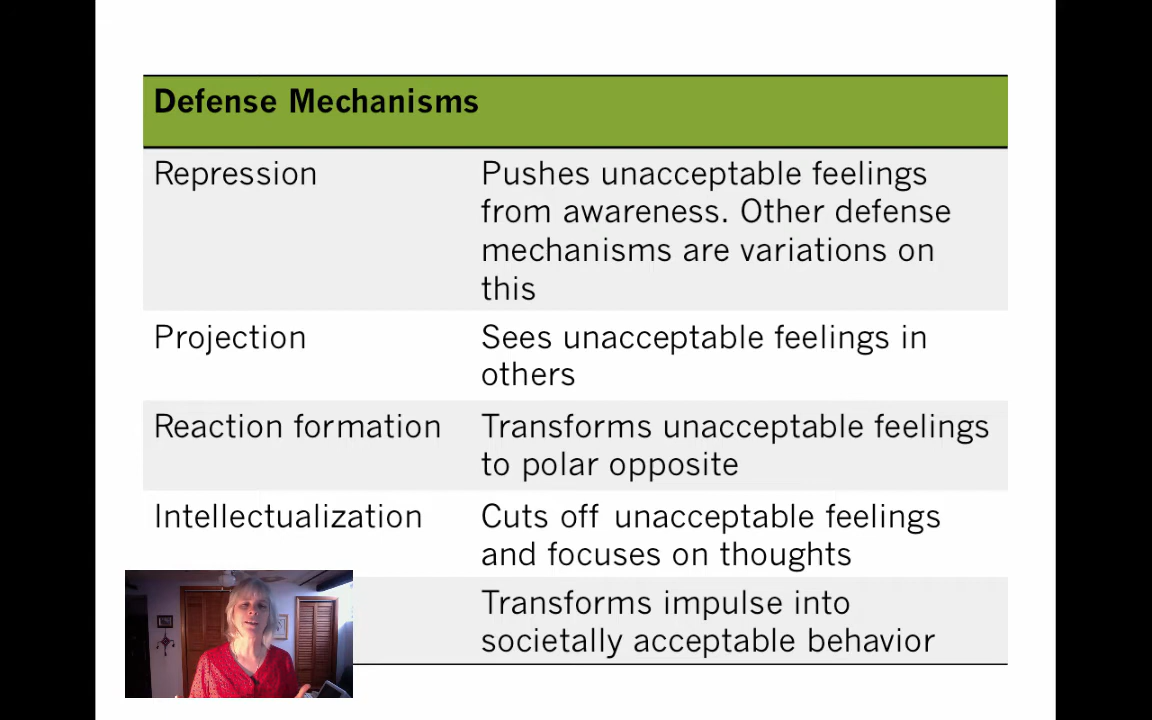 Defense Mechanisms
Repression
Pushes unacceptable feelings
from awareness. Other defense
mechanisms are variations on
this
Projection
Sees unacceptable feelings in
others
Reaction formation
Transforms unacceptable feelings
to polar opposite
Intellectualization
Cuts off unacceptable feelings
and focuses on thoughts
Transforms impulse into
societally acceptable behavior